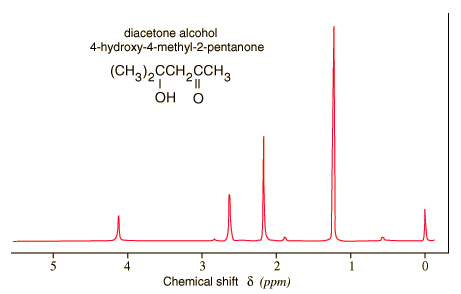 diacetone alcohol
4-hydroxy-4-methyl-2-pentanone
(CH₃)₂CCH₂CCH₃
OH O
5 4 3 2 1 0
Chemical shift δ (ppm)